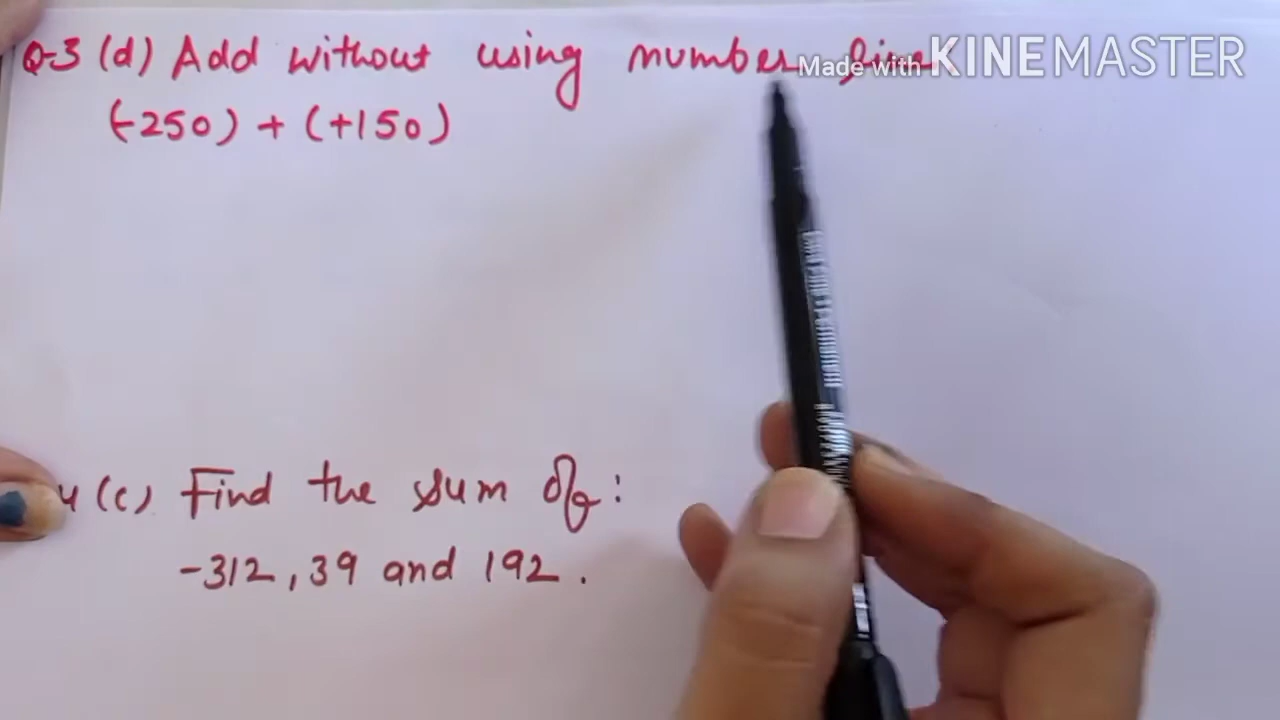 Q-3 (d) Add without using number line
Made with KINEMASTER
(-250) + (+150)
4 (c) Find the sum of :
-312, 39 and 192.